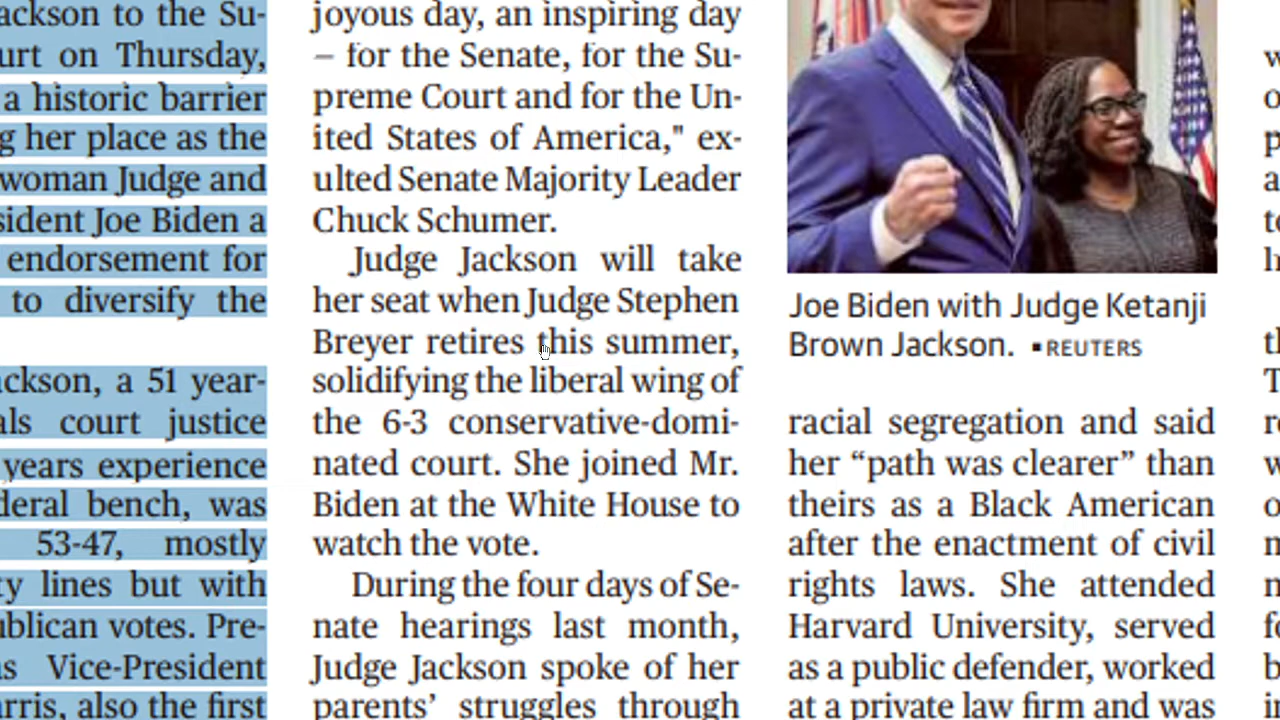 ackson to the Su-
urt on Thursday,
a historic barrier
g her place as the
woman Judge and
sident Joe Biden a
endorsement for
to diversify the
ackson, a 51 year-
als court justice
years experience
deral bench, was
53-47, mostly
ty lines but with
ublican votes. Pre-
as Vice-President
arris, also the first
joyous day, an inspiring day
– for the Senate, for the Su-
preme Court and for the Un-
ited States of America," ex-
ulted Senate Majority Leader
Chuck Schumer.
Judge Jackson will take
her seat when Judge Stephen
Breyer retires this summer,
solidifying the liberal wing of
the 6-3 conservative-domi-
nated court. She joined Mr.
Biden at the White House to
watch the vote.
During the four days of Se-
nate hearings last month,
Judge Jackson spoke of her
parents’ struggles through
Joe Biden with Judge Ketanji
Brown Jackson. ▪REUTERS
racial segregation and said
her “path was clearer” than
theirs as a Black American
after the enactment of civil
rights laws. She attended
Harvard University, served
as a public defender, worked
at a private law firm and was